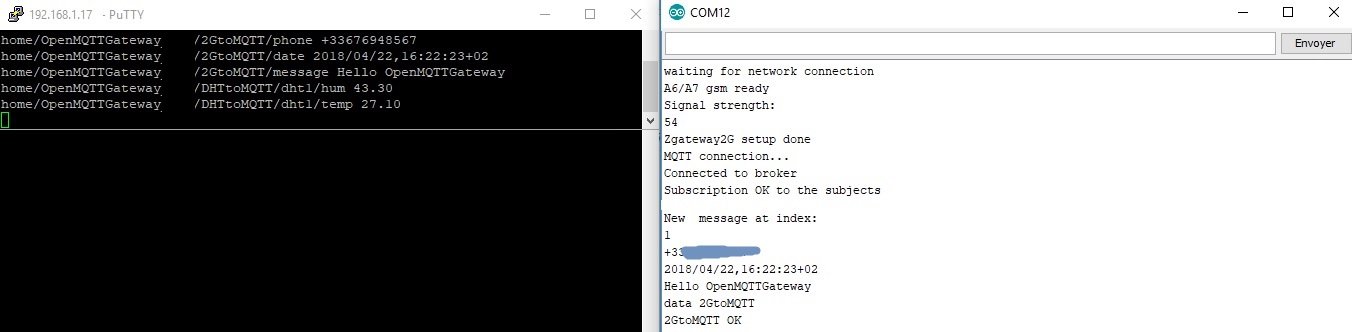 192.168.1.17 - PuTTY
home/OpenMQTTGateway /2GtoMQTT/phone +33676948567
home/OpenMQTTGateway /2GtoMQTT/date 2018/04/22,16:22:23+02
home/OpenMQTTGateway /2GtoMQTT/message Hello OpenMQTTGateway
home/OpenMQTTGateway /DHTtoMQTT/dht1/hum 43.30
home/OpenMQTTGateway /DHTtoMQTT/dht1/temp 27.10
COM12
Envoyer
waiting for network connection
A6/A7 gsm ready
Signal strength:
54
Zgateway2G setup done
MQTT connection...
Connected to broker
Subscription OK to the subjects
New  message at index:
1
+33
2018/04/22,16:22:23+02
Hello OpenMQTTGateway
data 2GtoMQTT
2GtoMQTT OK